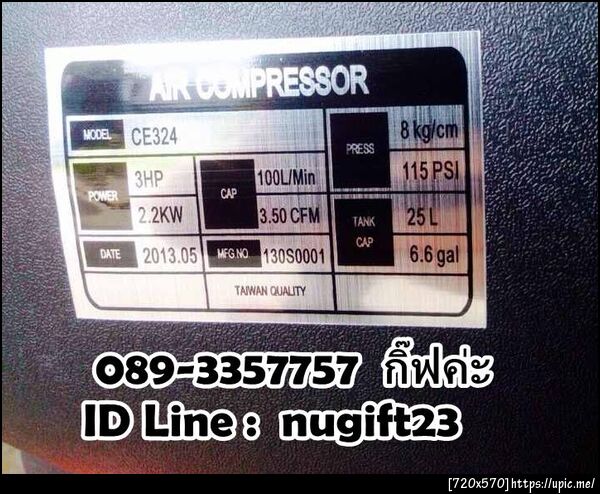 AIR COMPRESSOR
MODEL CE324 PRESS 8 kg/cm 115 PSI
POWER 3HP 2.2KW CAP 100L/Min 3.50 CFM TANK CAP 25 L 6.6 gal
DATE 2013.05 MFG NO. 130S0001
TAIWAN QUALITY
089-3357757 กิ๊ฟค่ะ
ID Line : nugift23
[720x570] https://upic.me/